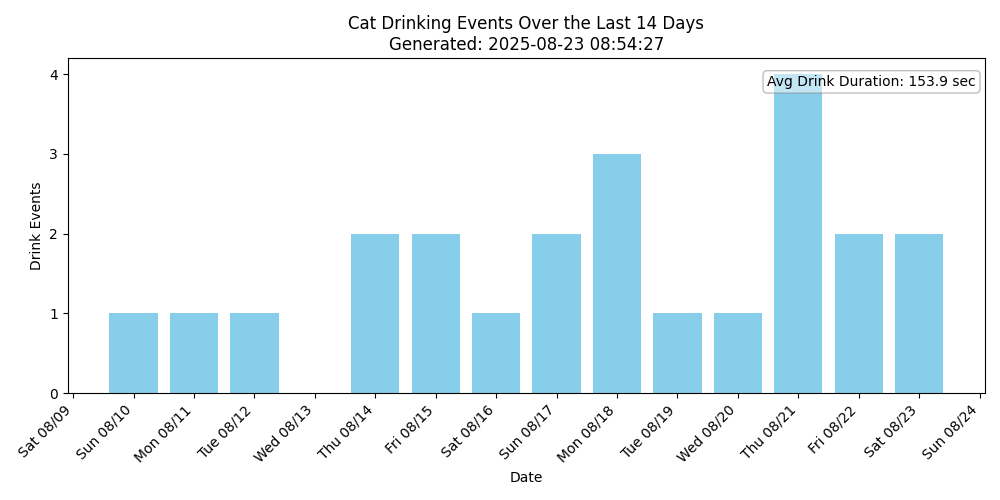 Cat Drinking Events Over the Last 14 Days
Generated: 2025-08-23 08:54:27
Avg Drink Duration: 153.9 sec
Drink Events
4
3
2
1
0
Sat 08/09
Sun 08/10
Mon 08/11
Tue 08/12
Wed 08/13
Thu 08/14
Fri 08/15
Sat 08/16
Sun 08/17
Mon 08/18
Tue 08/19
Wed 08/20
Thu 08/21
Fri 08/22
Sat 08/23
Sun 08/24
Date